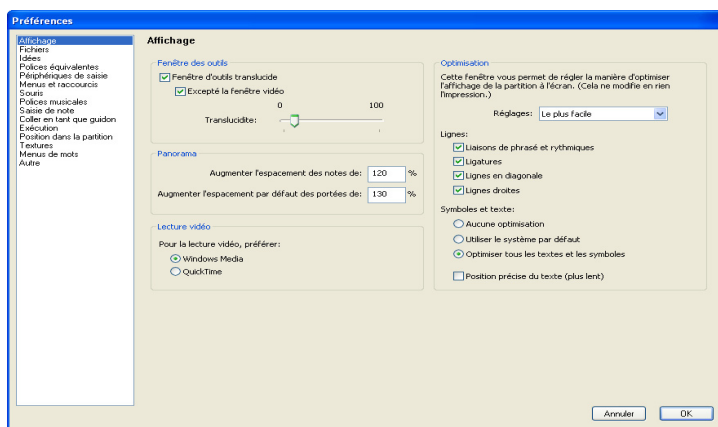 Préférences
Affichage
Fichiers
Idées
Polices équivalentes
Périphériques de saisie
Menus et raccourcis
Souris
Polices musicales
Saisie de note
Coller en tant que guidon
Exécution
Position dans la partition
Textures
Menus de mots
Autre
Affichage
Fenêtre des outils
Fenêtre d'outils translucide
Excepté la fenêtre vidéo
0 100
Translucidite:
Panorama
Augmenter l'espacement des notes de: 120 %
Augmenter l'espacement par défaut des portées de: 130 %
Lecture vidéo
Pour la lecture vidéo, préférer:
Windows Media
QuickTime
Optimisation
Cette fenêtre vous permet de régler la manière d'optimiser
l'affichage de la partition à l'écran. (Cela ne modifie en rien
l'impression.)
Réglages: Le plus facile
Lignes:
Liaisons de phrasé et rythmiques
Ligatures
Lignes en diagonale
Lignes droites
Symboles et texte:
Aucune optimisation
Utiliser le système par défaut
Optimiser tous les textes et les symboles
Position précise du texte (plus lent)
Annuler OK